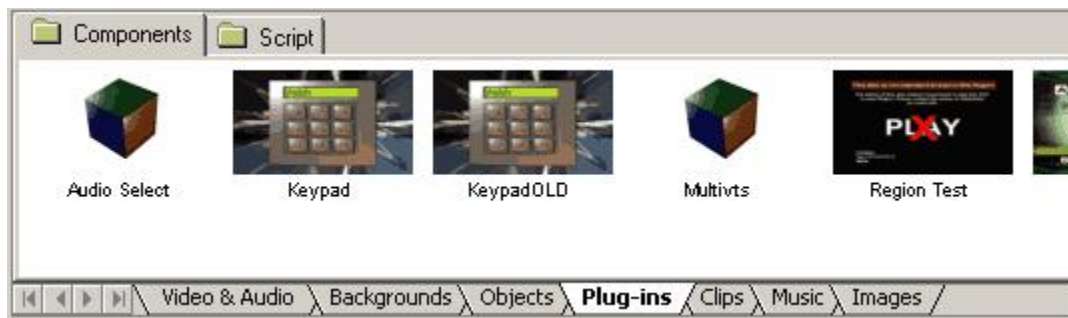 Components
Script
PLAY
Audio Select
Keypad
KeypadOLD
Multivts
Region Test
Video & Audio
Backgrounds
Objects
Plug-ins
Clips
Music
Images